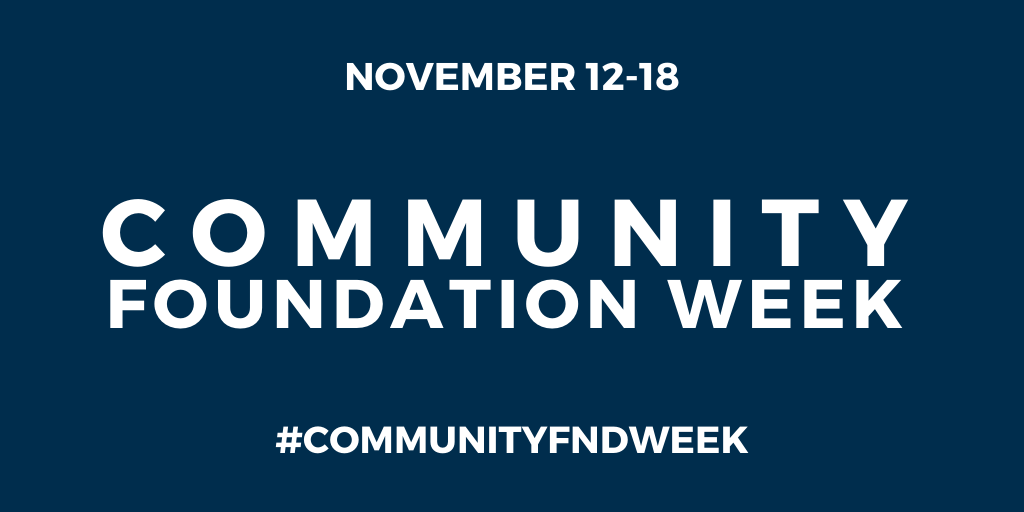 NOVEMBER 12-18
COMMUNITY
FOUNDATION WEEK
#COMMUNITYFNDWEEK